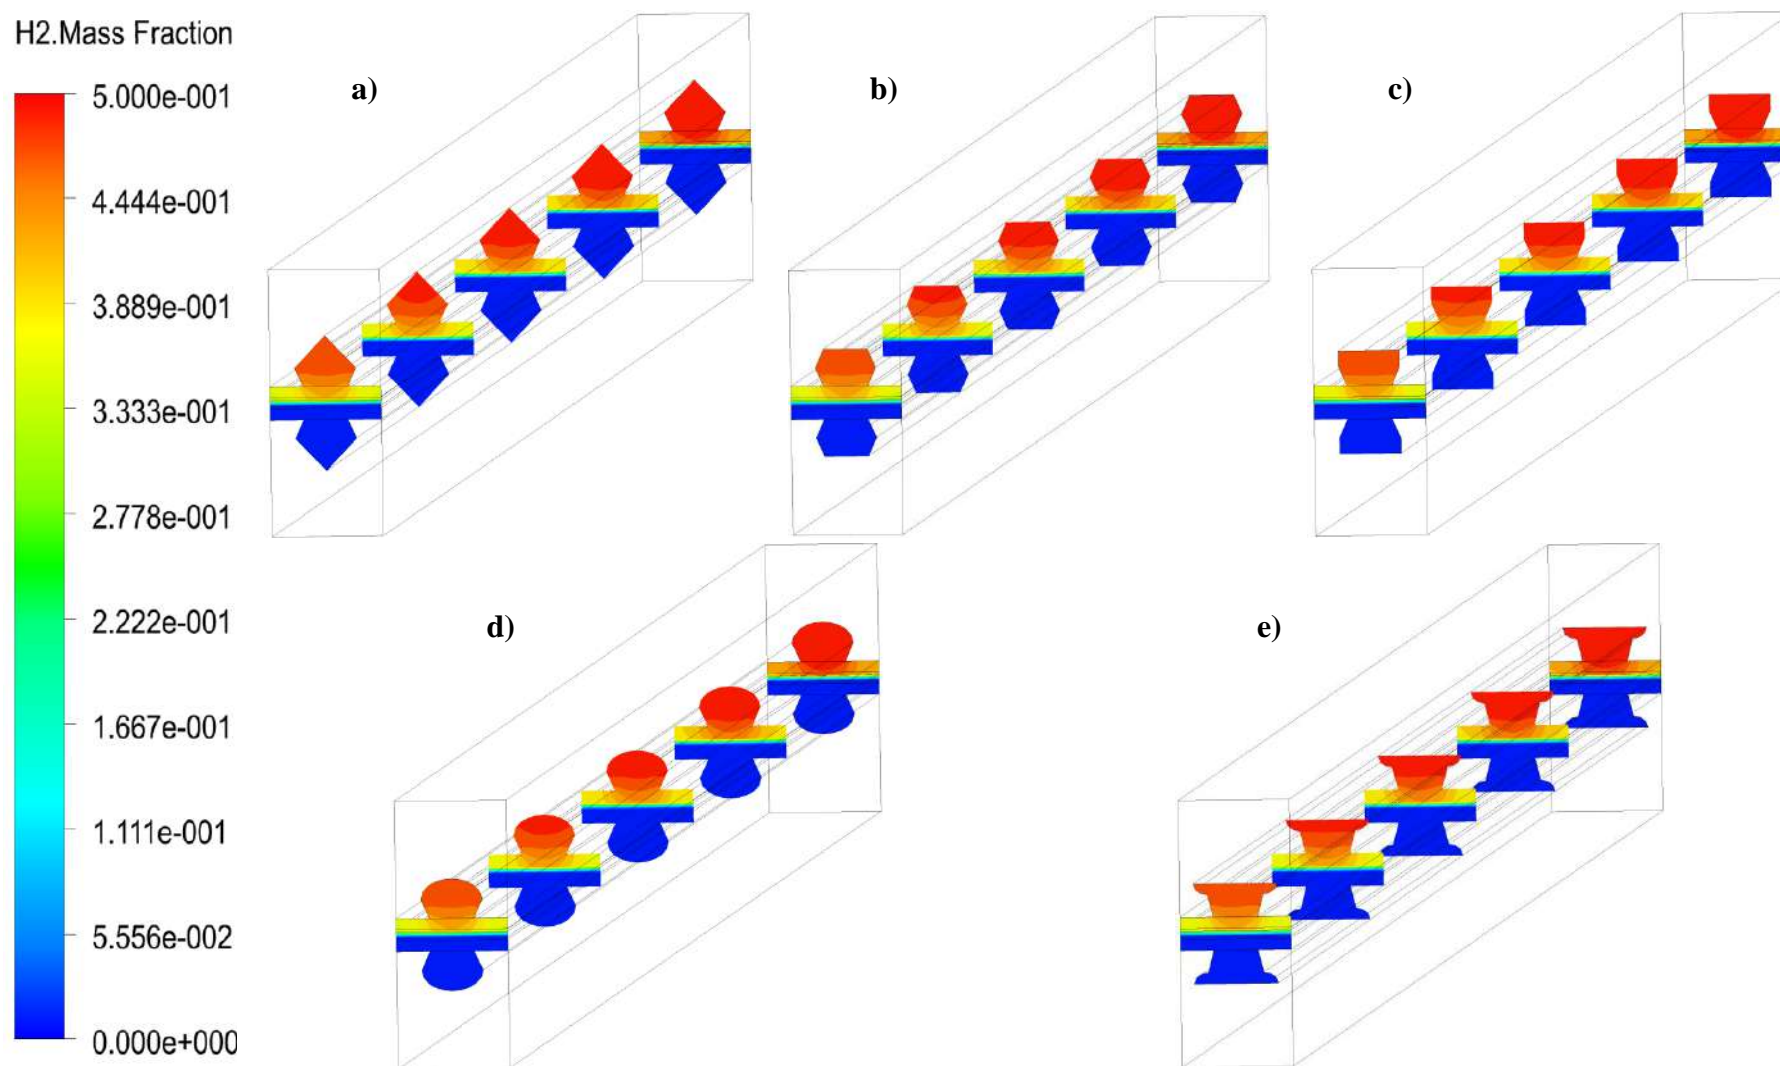 H2.Mass Fraction
5.000e-001
4.444e-001
3.889e-001
3.333e-001
2.778e-001
2.222e-001
1.667e-001
1.111e-001
5.556e-002
0.000e+000
a)
b)
c)
d)
e)